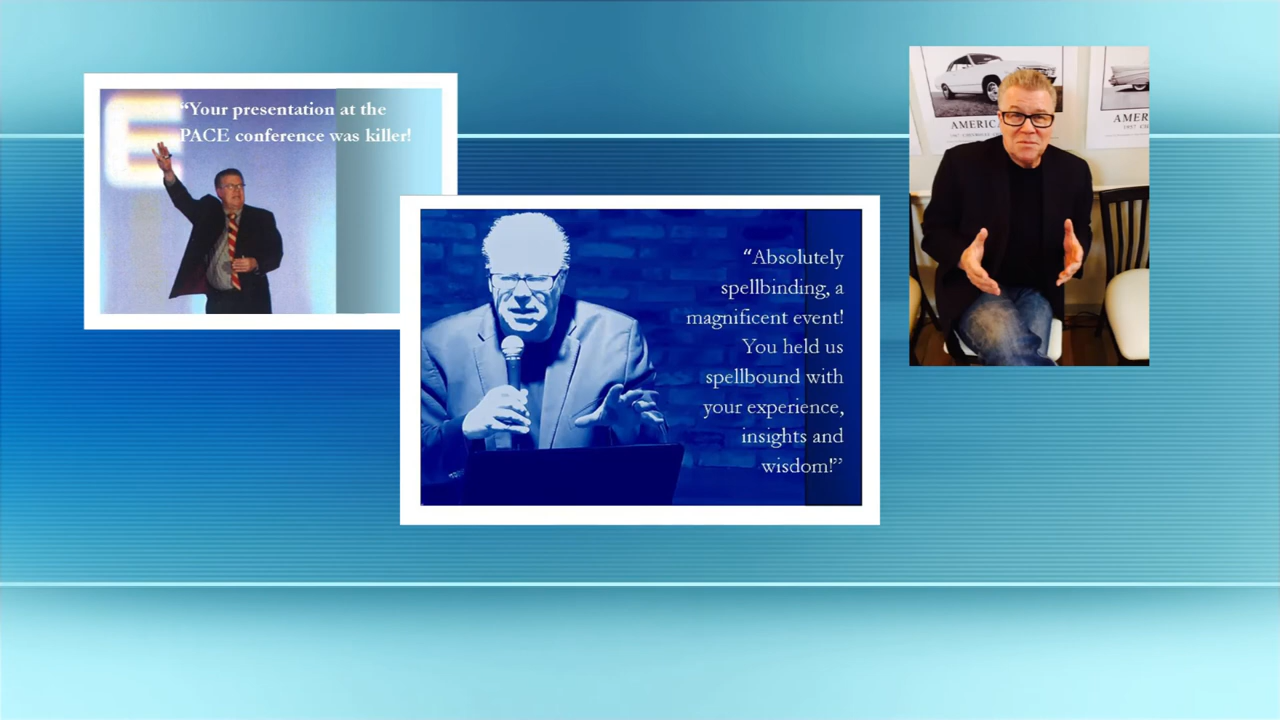 “Your presentation at the
PACE conference was killer!
“Absolutely
spellbinding, a
magnificent event!
You held us
spellbound with
your experience,
insights and
wisdom!”
AMERIC
AMER